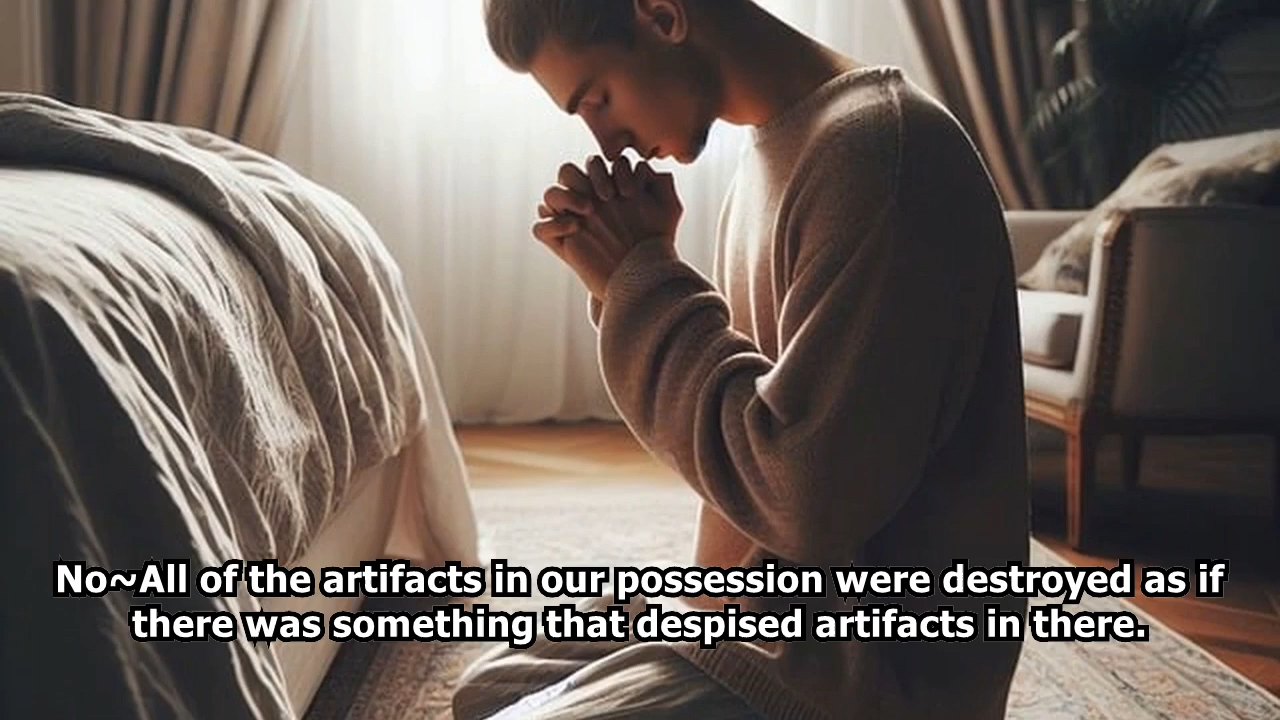 No~All of the artifacts in our possession were destroyed as if
there was something that despised artifacts in there.